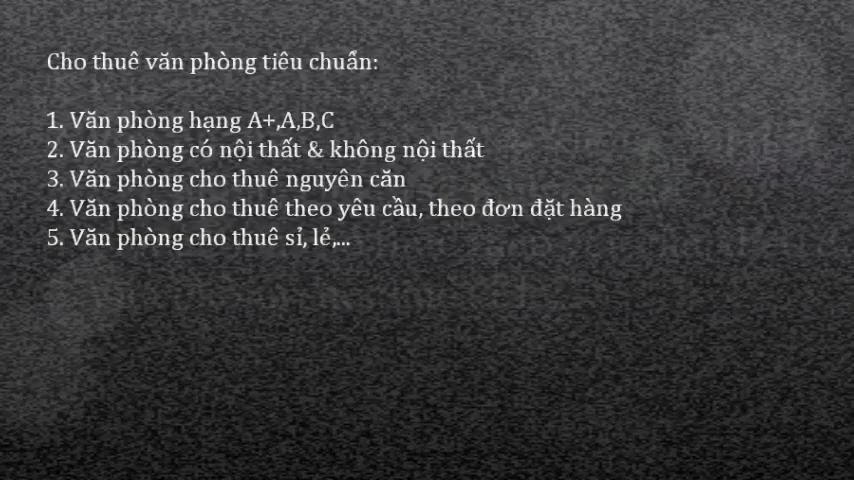 Cho thuê văn phòng tiêu chuẩn:
1. Văn phòng hạng A+,A,B,C
2. Văn phòng có nội thất & không nội thất
3. Văn phòng cho thuê nguyên căn
4. Văn phòng cho thuê theo yêu cầu, theo đơn đặt hàng
5. Văn phòng cho thuê sỉ, lẻ,...